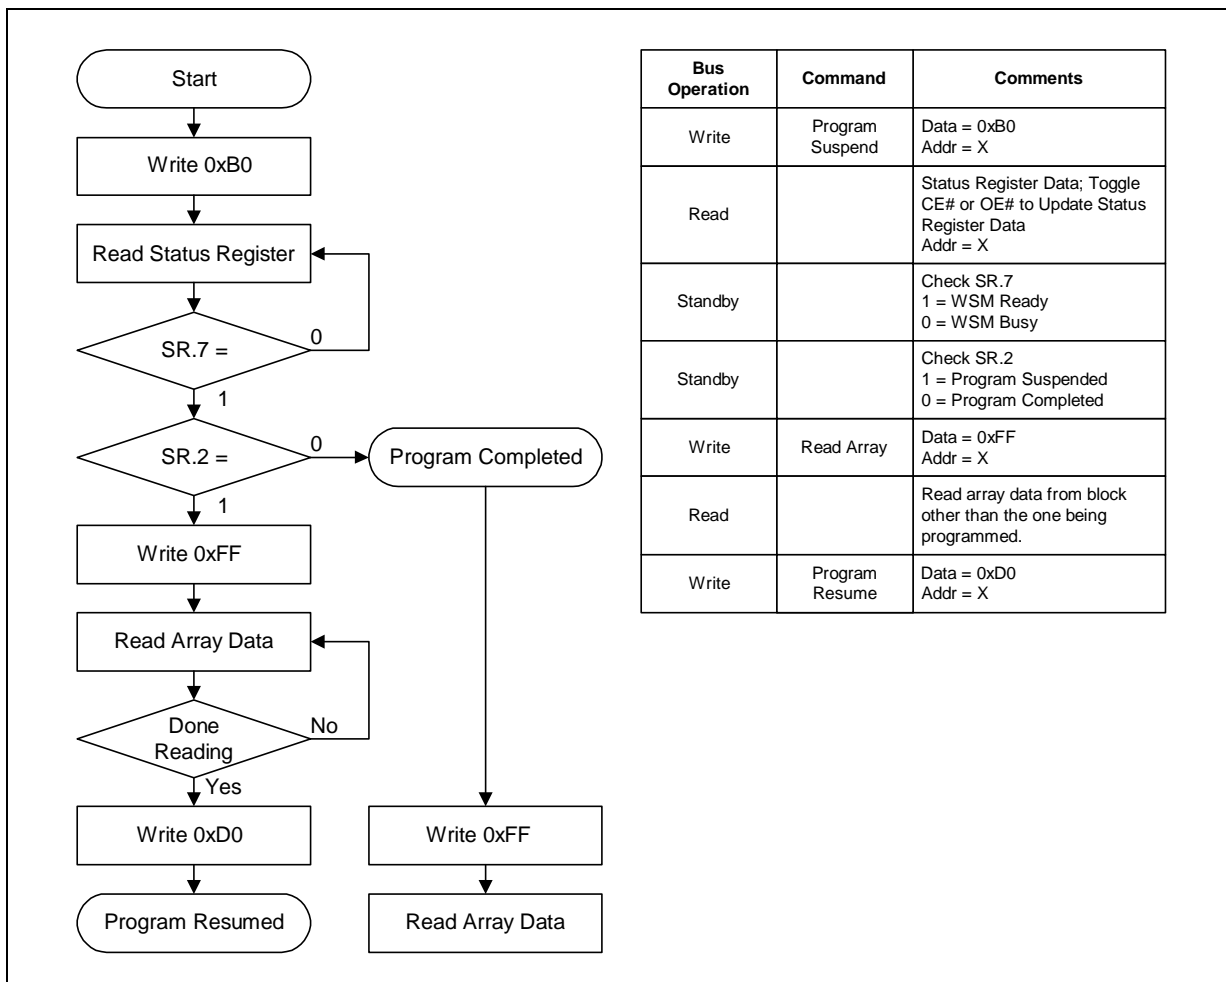 Start
Write 0xB0
Read Status Register
SR.7 =
0
1
SR.2 =
0
Program Completed
1
Write 0xFF
Read Array Data
Done
Reading
No
Yes
Write 0xD0
Write 0xFF
Program Resumed
Read Array Data
Bus
Operation
Command
Comments
Write
Program
Suspend
Data = 0xB0
Addr = X
Read
Status Register Data; Toggle
CE# or OE# to Update Status
Register Data
Addr = X
Standby
Check SR.7
1 = WSM Ready
0 = WSM Busy
Standby
Check SR.2
1 = Program Suspended
0 = Program Completed
Write
Read Array
Data = 0xFF
Addr = X
Read
Read array data from block
other than the one being
programmed.
Write
Program
Resume
Data = 0xD0
Addr = X